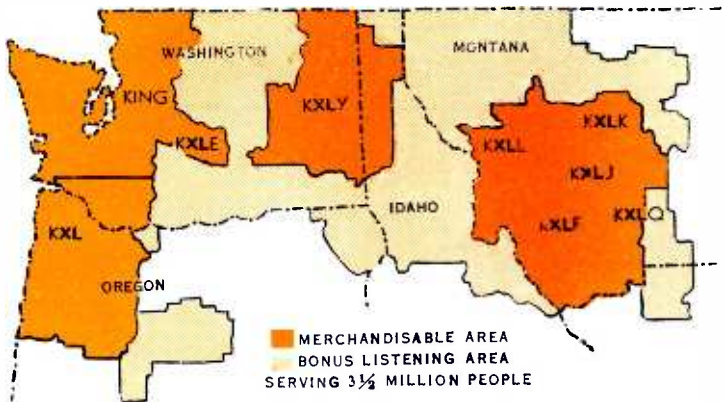 WASHINGTON
MONTANA
KING
KXLY
KXLK
KXLE
KXLL
KXLJ
IDAHO
KXLF
KXLQ
KXL
OREGON
MERCHANDISABLE AREA
BONUS LISTENING AREA
SERVING 3½ MILLION PEOPLE